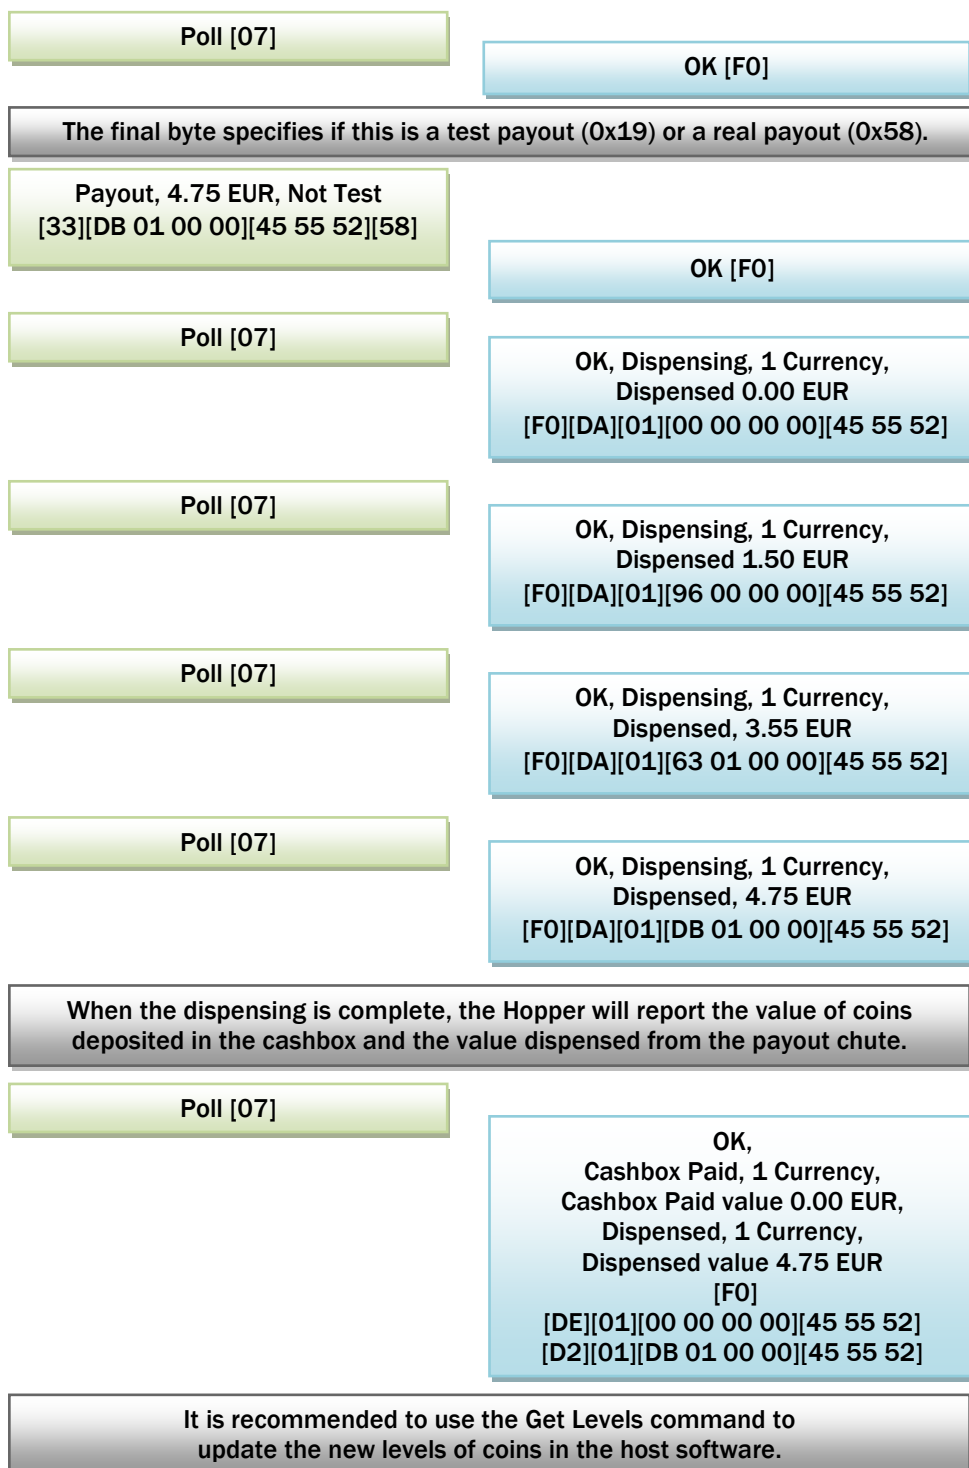 Poll [07]
OK [F0]
The final byte specifies if this is a test payout (0x19) or a real payout (0x58).
Payout, 4.75 EUR, Not Test
[33][DB 01 00 00][45 55 52][58]
OK [F0]
Poll [07]
OK, Dispensing, 1 Currency,
Dispensed 0.00 EUR
[F0][DA][01][00 00 00 00][45 55 52]
Poll [07]
OK, Dispensing, 1 Currency,
Dispensed 1.50 EUR
[F0][DA][01][96 00 00 00][45 55 52]
Poll [07]
OK, Dispensing, 1 Currency,
Dispensed, 3.55 EUR
[F0][DA][01][63 01 00 00][45 55 52]
Poll [07]
OK, Dispensing, 1 Currency,
Dispensed, 4.75 EUR
[F0][DA][01][DB 01 00 00][45 55 52]
When the dispensing is complete, the Hopper will report the value of coins
deposited in the cashbox and the value dispensed from the payout chute.
Poll [07]
OK,
Cashbox Paid, 1 Currency,
Cashbox Paid value 0.00 EUR,
Dispensed, 1 Currency,
Dispensed value 4.75 EUR
[F0]
[DE][01][00 00 00 00][45 55 52]
[D2][01][DB 01 00 00][45 55 52]
It is recommended to use the Get Levels command to
update the new levels of coins in the host software.